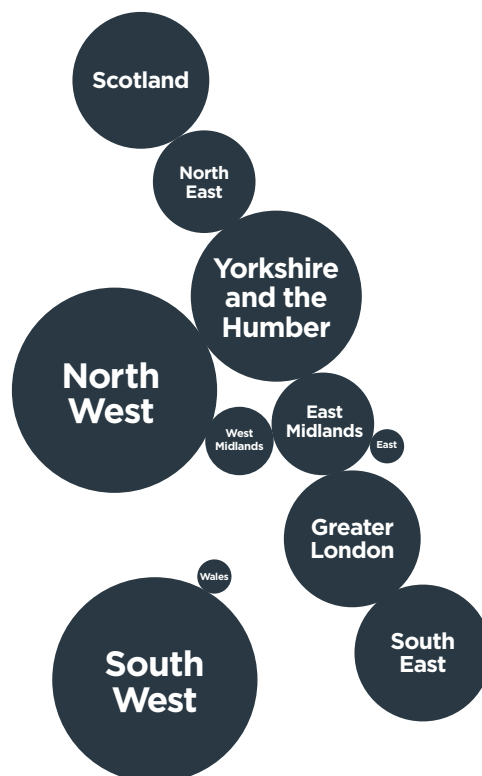 Scotland
North
East
Yorkshire
and the
Humber
North
West
East
Midlands
West
Midlands
East
Greater
London
Wales
South
East
South
West